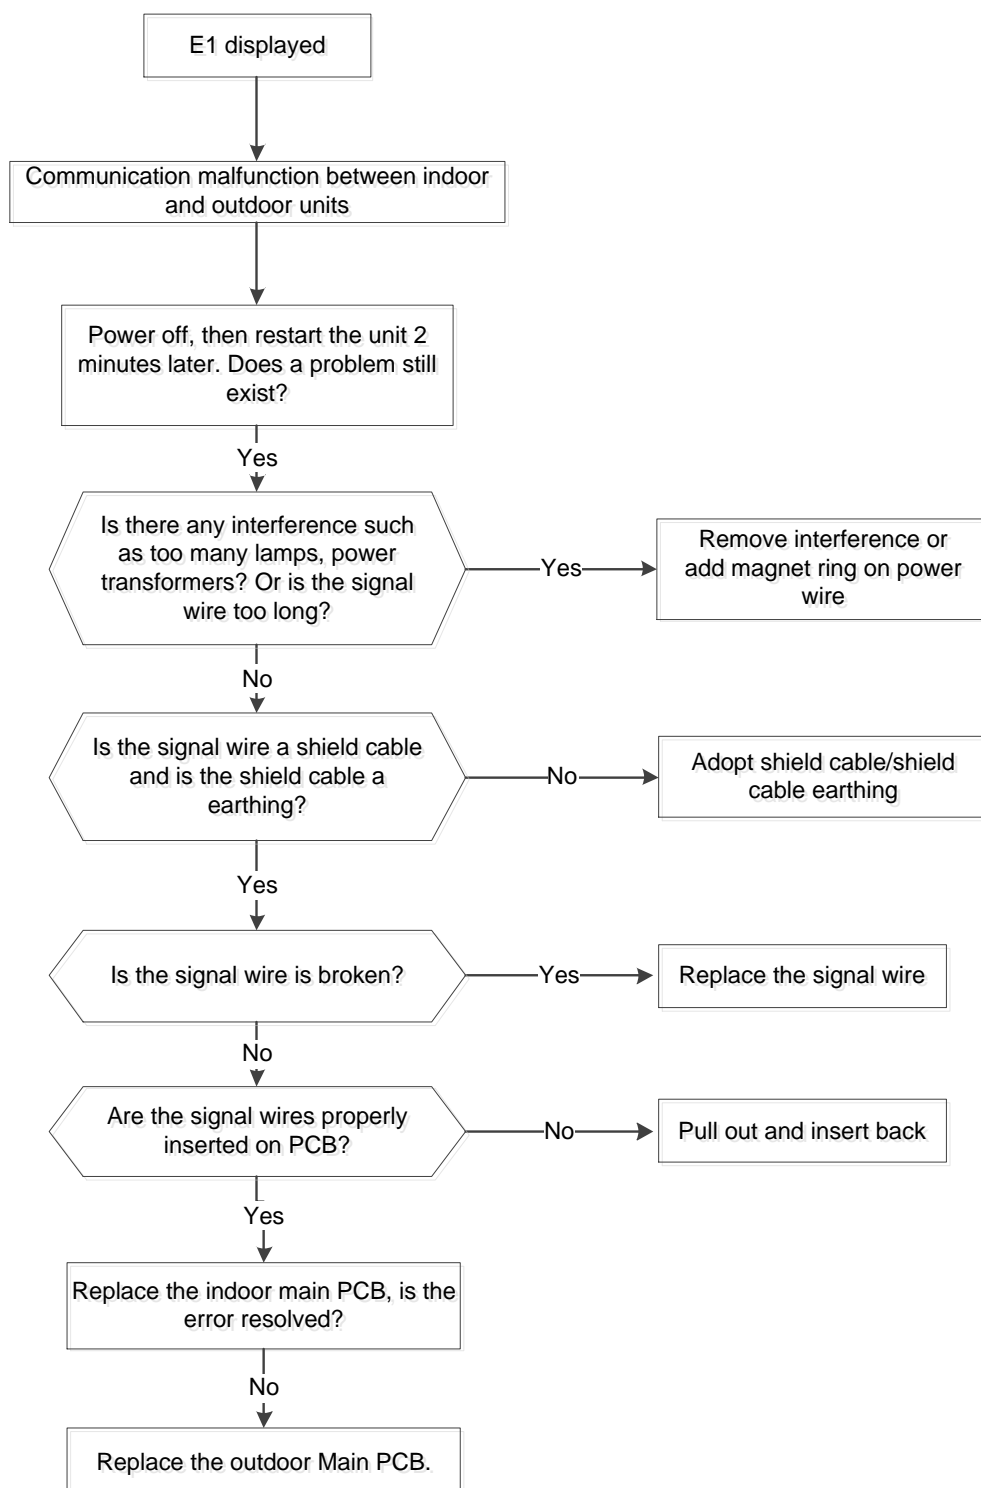 E1 displayed
Communication malfunction between indoor
and outdoor units
Power off, then restart the unit 2
minutes later. Does a problem still
exist?
Yes
Is there any interference such
as too many lamps, power
transformers? Or is the signal
wire too long?
Yes
Remove interference or
add magnet ring on power
wire
No
Is the signal wire a shield cable
and is the shield cable a
earthing?
No
Adopt shield cable/shield
cable earthing
Yes
Is the signal wire is broken?
Yes
Replace the signal wire
No
Are the signal wires properly
inserted on PCB?
No
Pull out and insert back
Yes
Replace the indoor main PCB, is the
error resolved?
No
Replace the outdoor Main PCB.